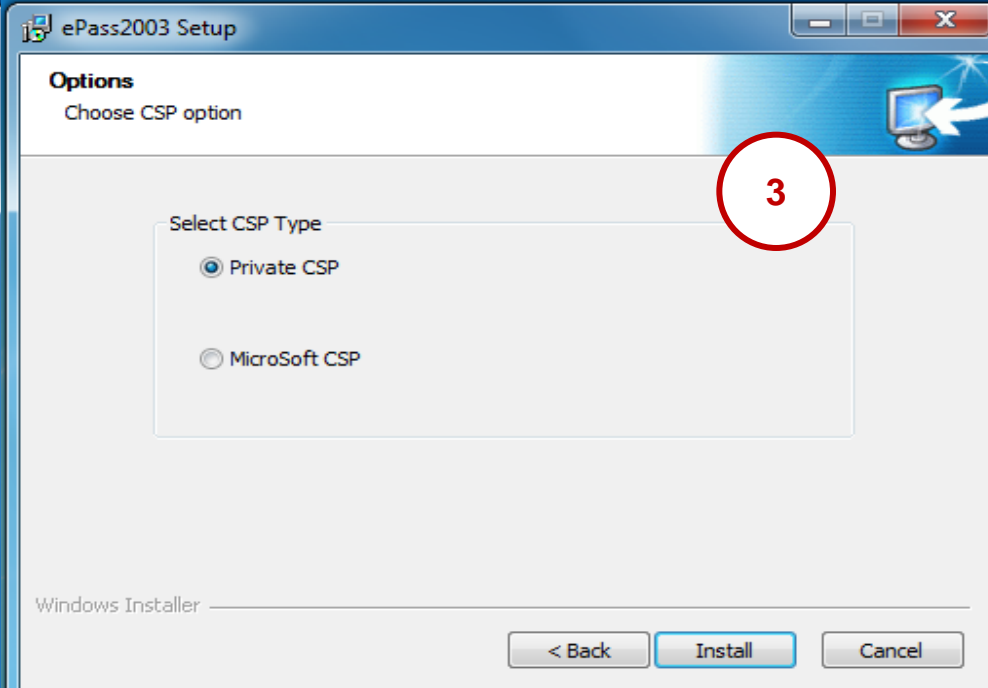 ePass2003 Setup
Options
Choose CSP option
3
Select CSP Type
Private CSP
MicroSoft CSP
Windows Installer
< Back Install Cancel